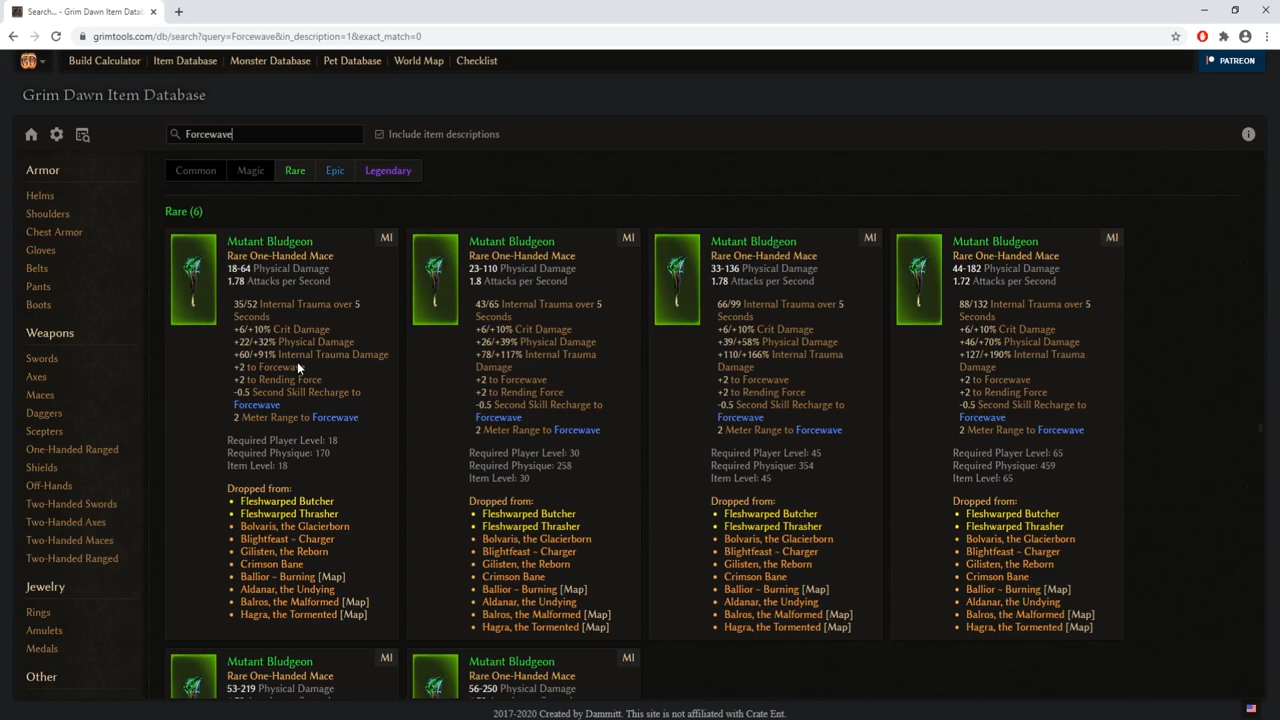 Search... - Grim Dawn Item Datab
grimtools.com/db/search?query=Forcewave&in_description=1&exact_match=0
Build Calculator
Item Database
Monster Database
Pet Database
World Map
Checklist
PATREON
Grim Dawn Item Database
Forcewave
Include item descriptions
Common
Magic
Rare
Epic
Legendary
Armor
Helms
Shoulders
Chest Armor
Gloves
Belts
Pants
Boots
Weapons
Swords
Axes
Maces
Daggers
Scepters
One-Handed Ranged
Shields
Off-Hands
Two-Handed Swords
Two-Handed Axes
Two-Handed Maces
Two-Handed Ranged
Jewelry
Rings
Amulets
Medals
Other
Rare (6)
Mutant Bludgeon
MI
Rare One-Handed Mace
18-64 Physical Damage
1.78 Attacks per Second
35/52 Internal Trauma over 5
Seconds
+6/+10% Crit Damage
+22/+32% Physical Damage
+60/+91% Internal Trauma Damage
+2 to Forcewave
+2 to Rending Force
-0.5 Second Skill Recharge to
Forcewave
2 Meter Range to Forcewave
Required Player Level: 18
Required Physique: 170
Item Level: 18
Dropped from:
• Fleshwarped Butcher
• Fleshwarped Thrasher
• Bolvaris, the Glacierborn
• Blightfeast ~ Charger
• Gilisten, the Reborn
• Crimson Bane
• Ballior ~ Burning [Map]
• Aldanar, the Undying
• Balros, the Malformed [Map]
• Hagra, the Tormented [Map]
Mutant Bludgeon
MI
Rare One-Handed Mace
23-110 Physical Damage
1.8 Attacks per Second
43/65 Internal Trauma over 5
Seconds
+6/+10% Crit Damage
+26/+39% Physical Damage
+78/+117% Internal Trauma
Damage
+2 to Forcewave
+2 to Rending Force
-0.5 Second Skill Recharge to
Forcewave
2 Meter Range to Forcewave
Required Player Level: 30
Required Physique: 258
Item Level: 30
Dropped from:
• Fleshwarped Butcher
• Fleshwarped Thrasher
• Bolvaris, the Glacierborn
• Blightfeast ~ Charger
• Gilisten, the Reborn
• Crimson Bane
• Ballior ~ Burning [Map]
• Aldanar, the Undying
• Balros, the Malformed [Map]
• Hagra, the Tormented [Map]
Mutant Bludgeon
MI
Rare One-Handed Mace
33-136 Physical Damage
1.78 Attacks per Second
66/99 Internal Trauma over 5
Seconds
+6/+10% Crit Damage
+39/+58% Physical Damage
+110/+166% Internal Trauma
Damage
+2 to Forcewave
+2 to Rending Force
-0.5 Second Skill Recharge to
Forcewave
2 Meter Range to Forcewave
Required Player Level: 45
Required Physique: 354
Item Level: 45
Dropped from:
• Fleshwarped Butcher
• Fleshwarped Thrasher
• Bolvaris, the Glacierborn
• Blightfeast ~ Charger
• Gilisten, the Reborn
• Crimson Bane
• Ballior ~ Burning [Map]
• Aldanar, the Undying
• Balros, the Malformed [Map]
• Hagra, the Tormented [Map]
Mutant Bludgeon
MI
Rare One-Handed Mace
44-182 Physical Damage
1.72 Attacks per Second
88/132 Internal Trauma over 5
Seconds
+6/+10% Crit Damage
+46/+70% Physical Damage
+127/+190% Internal Trauma
Damage
+2 to Forcewave
+2 to Rending Force
-0.5 Second Skill Recharge to
Forcewave
2 Meter Range to Forcewave
Required Player Level: 65
Required Physique: 459
Item Level: 65
Dropped from:
• Fleshwarped Butcher
• Fleshwarped Thrasher
• Bolvaris, the Glacierborn
• Blightfeast ~ Charger
• Gilisten, the Reborn
• Crimson Bane
• Ballior ~ Burning [Map]
• Aldanar, the Undying
• Balros, the Malformed [Map]
• Hagra, the Tormented [Map]
Mutant Bludgeon
MI
Rare One-Handed Mace
53-219 Physical Damage
Mutant Bludgeon
MI
Rare One-Handed Mace
56-250 Physical Damage
2017-2020 Created by Dammitt. This site is not affiliated with Crate Ent.